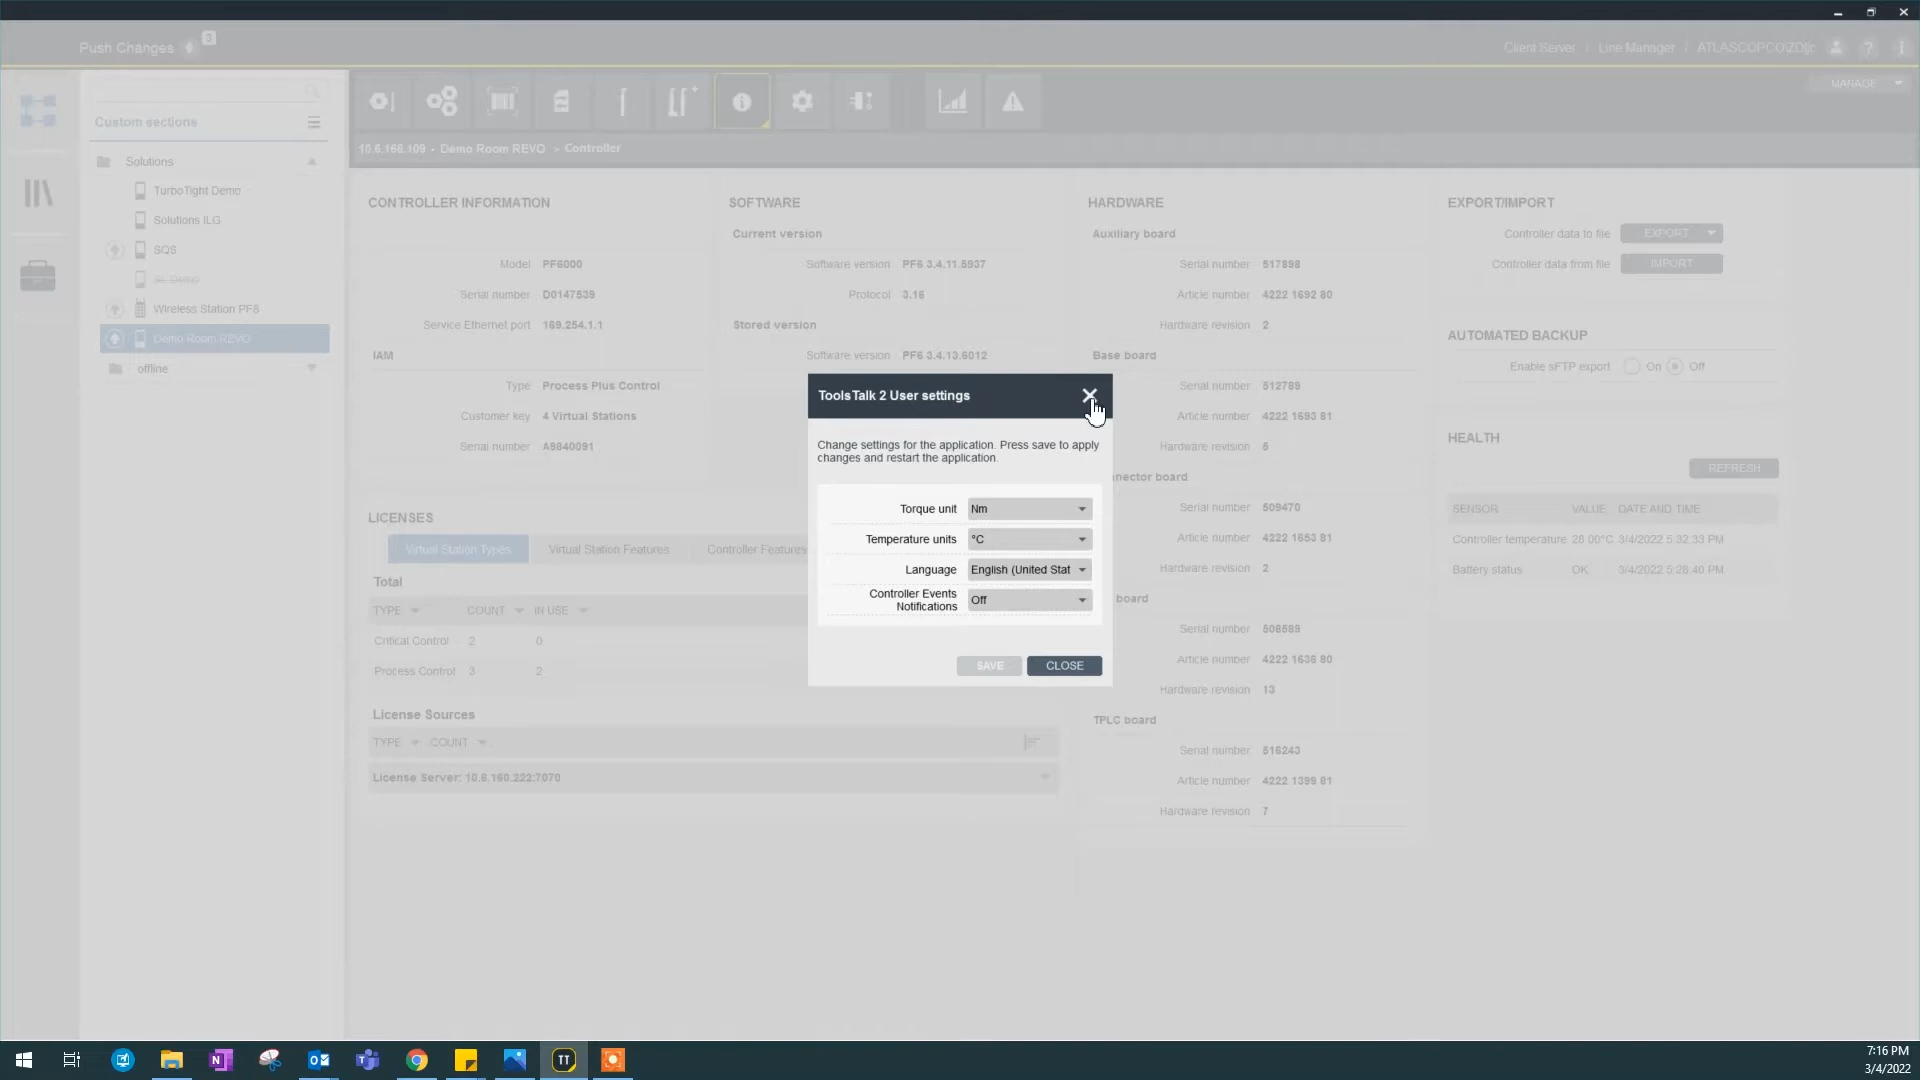 Push Changes
3
Client Server / Line Manager / ATLASCOPCO\ZDljc
MANAGE
Custom sections
Solutions
TurboTight Demo
Solutions ILG
SQS
SL Demo
Wireless Station PF8
Demo Room REVO
offline
10.6.166.109 - Demo Room REVO > Controller
CONTROLLER INFORMATION
Model PF6000
Serial number D0147539
Service Ethernet port 169.254.1.1
IAM
Type Process Plus Control
Customer key 4 Virtual Stations
Serial number A9840091
LICENSES
Virtual Station Types
Virtual Station Features
Controller Features
Total
TYPE COUNT IN USE
Critical Control 2 0
Process Control 3 2
License Sources
TYPE COUNT
License Server: 10.6.160.222:7070
SOFTWARE
Current version
Software version PF6 3.4.11.5937
Protocol 3.16
Stored version
Software version PF6 3.4.13.6012
ToolsTalk 2 User settings
Change settings for the application. Press save to apply
changes and restart the application.
Torque unit Nm
Temperature units °C
Language English (United Stat
Controller Events
Notifications Off
SAVE
CLOSE
HARDWARE
Auxiliary board
Serial number 517898
Article number 4222 1692 80
Hardware revision 2
Base board
Serial number 512789
Article number 4222 1693 81
Hardware revision 5
nnector board
Serial number 509470
Article number 4222 1653 81
Hardware revision 2
board
Serial number 508589
Article number 4222 1636 80
Hardware revision 13
TPLC board
Serial number 516243
Article number 4222 1399 81
Hardware revision 7
EXPORT/IMPORT
Controller data to file EXPORT
Controller data from file IMPORT
AUTOMATED BACKUP
Enable sFTP export On Off
HEALTH
REFRESH
SENSOR VALUE DATE AND TIME
Controller temperature 28.00°C 3/4/2022 5:32:33 PM
Battery status OK 3/4/2022 5:28:40 PM
7:16 PM
3/4/2022